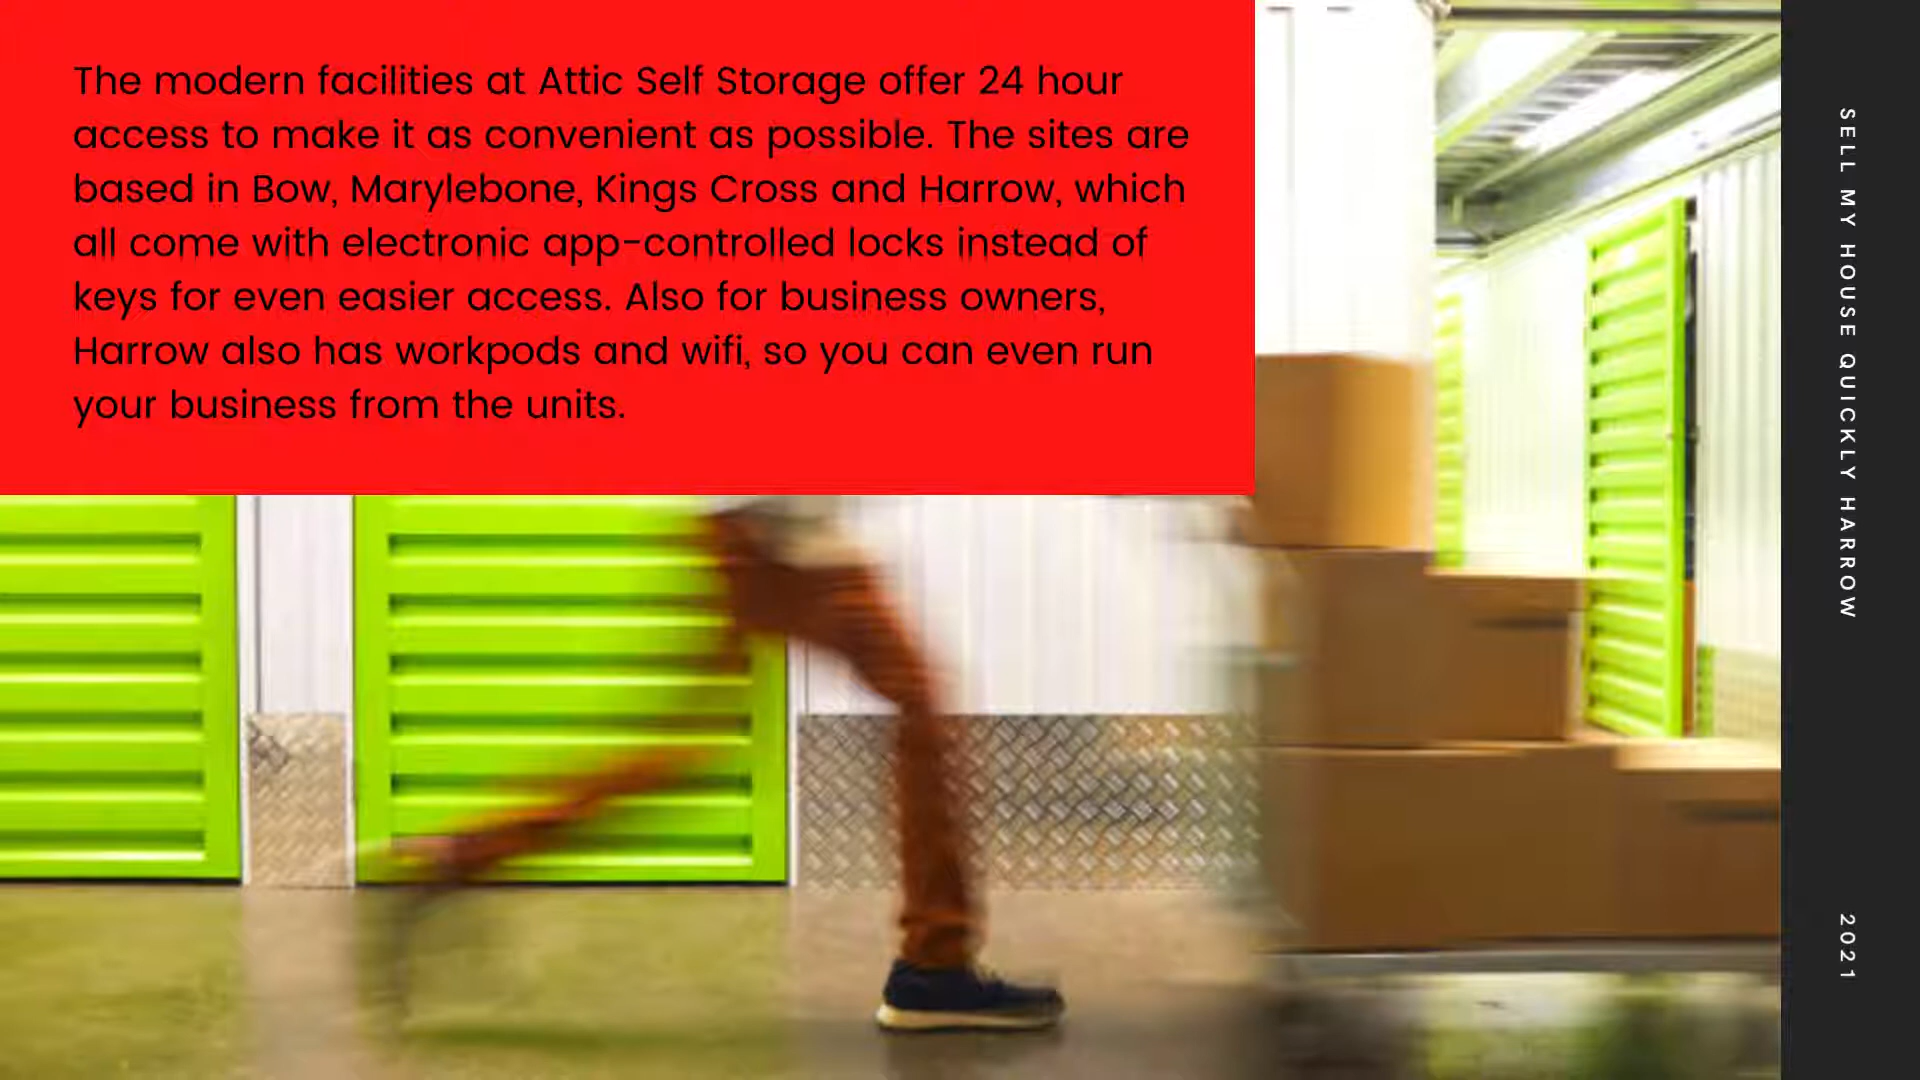 The modern facilities at Attic Self Storage offer 24 hour
access to make it as convenient as possible. The sites are
based in Bow, Marylebone, Kings Cross and Harrow, which
all come with electronic app-controlled locks instead of
keys for even easier access. Also for business owners,
Harrow also has workpods and wifi, so you can even run
your business from the units.
SELL MY HOUSE QUICKLY HARROW
2021